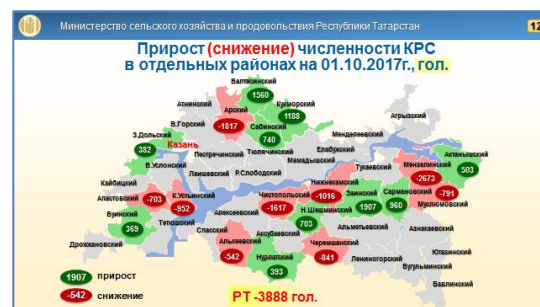 Министерство сельского хозяйства и продовольствия Республики Татарстан
12
Прирост (снижение) численности КРС
в отдельных районах на 01.10.2017г., гол.
Балтасинский
1560
Кукморский
1188
Атнинский
Арский
-1817
Сабинский
740
Агрызский
В.Горский
З.Дольский
382
Казань
Менделеевский
Елабужский
Пестречинский
Тюлячинский
Мамадышский
Актанышский
503
В.Услонский
Тукаевский
Мензелинский
-2673
Кайбицкий
Лаишевский
Р.Слободский
Нижнекамский
-1016
Заинский
1907
Сармановский
960
-791
Муслюмовский
Апастовский
-703
К.Устьинский
-952
Чистопольский
-1617
Н.Шешминский
703
Буинский
369
Тетюшский
Алексеевский
Альметьевский
Азнакаевский
Спасский
Аксубаевский
Черемшанский
-841
Дрожжановский
Алькеевский
-542
Нурлатский
393
Лениногорский
Ютазинский
Бугульминский
Бавлинский
1907 прирост
-542 снижение
РТ -3888 гол.